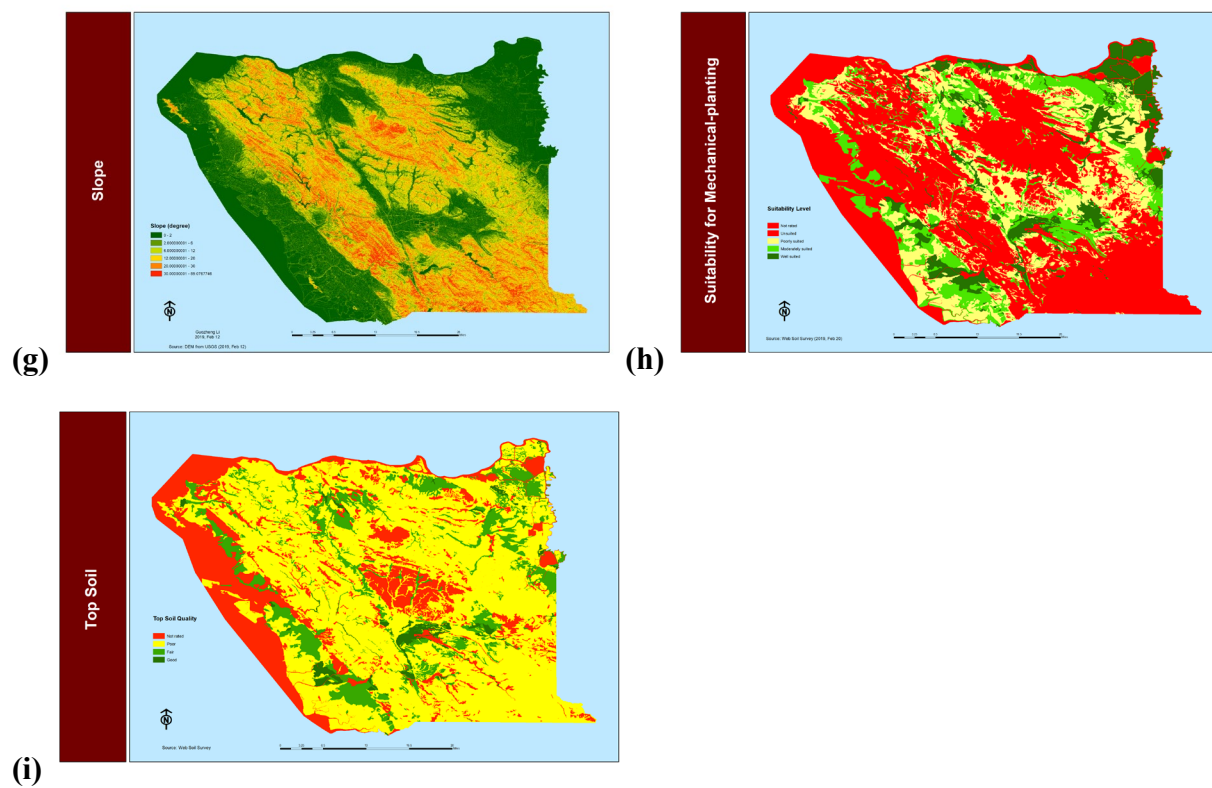 Slope
Slope (degree)
0 - 2
2.000000001 - 6
6.00000001 - 12
12.00000001 - 20
20.00000001 - 30
N
Guozheng Li
2019, Feb 12
Source: DEM from USGS (2019, Feb 12)
(g)
Suitability for Mechanical-planting
Suitability Level
Not rated
Unsuited
Poorly suited
Moderately suited
Well suited
N
Source: Web Soil Survey (2019, Feb 20)
(h)
Top Soil
Top Soil Quality
Not rated
Poor
Fair
Good
N
Source: Web Soil Survey
(i)